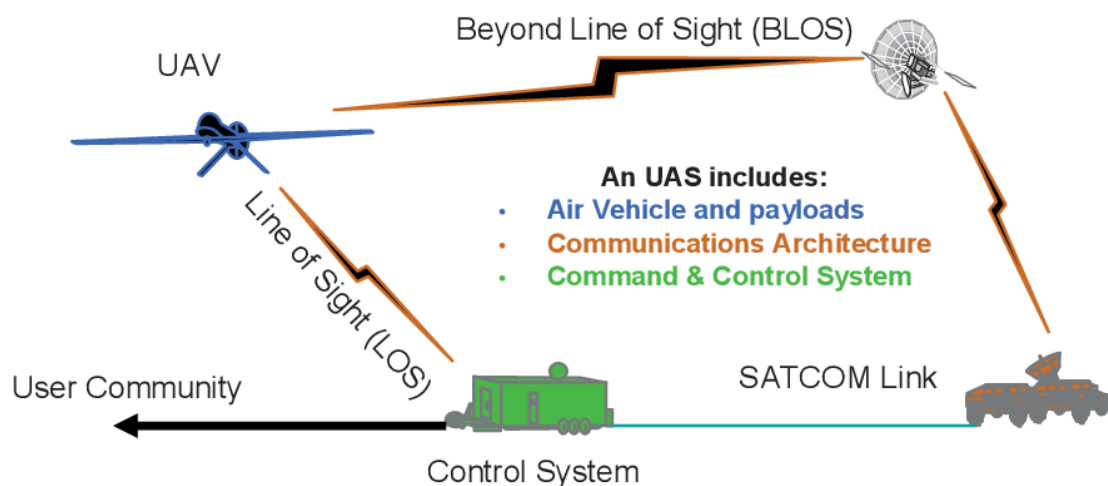 Beyond Line of Sight (BLOS)
UAV
An UAS includes:
• Air Vehicle and payloads
• Communications Architecture
• Command & Control System
Line of Sight (LOS)
User Community
SATCOM Link
Control System